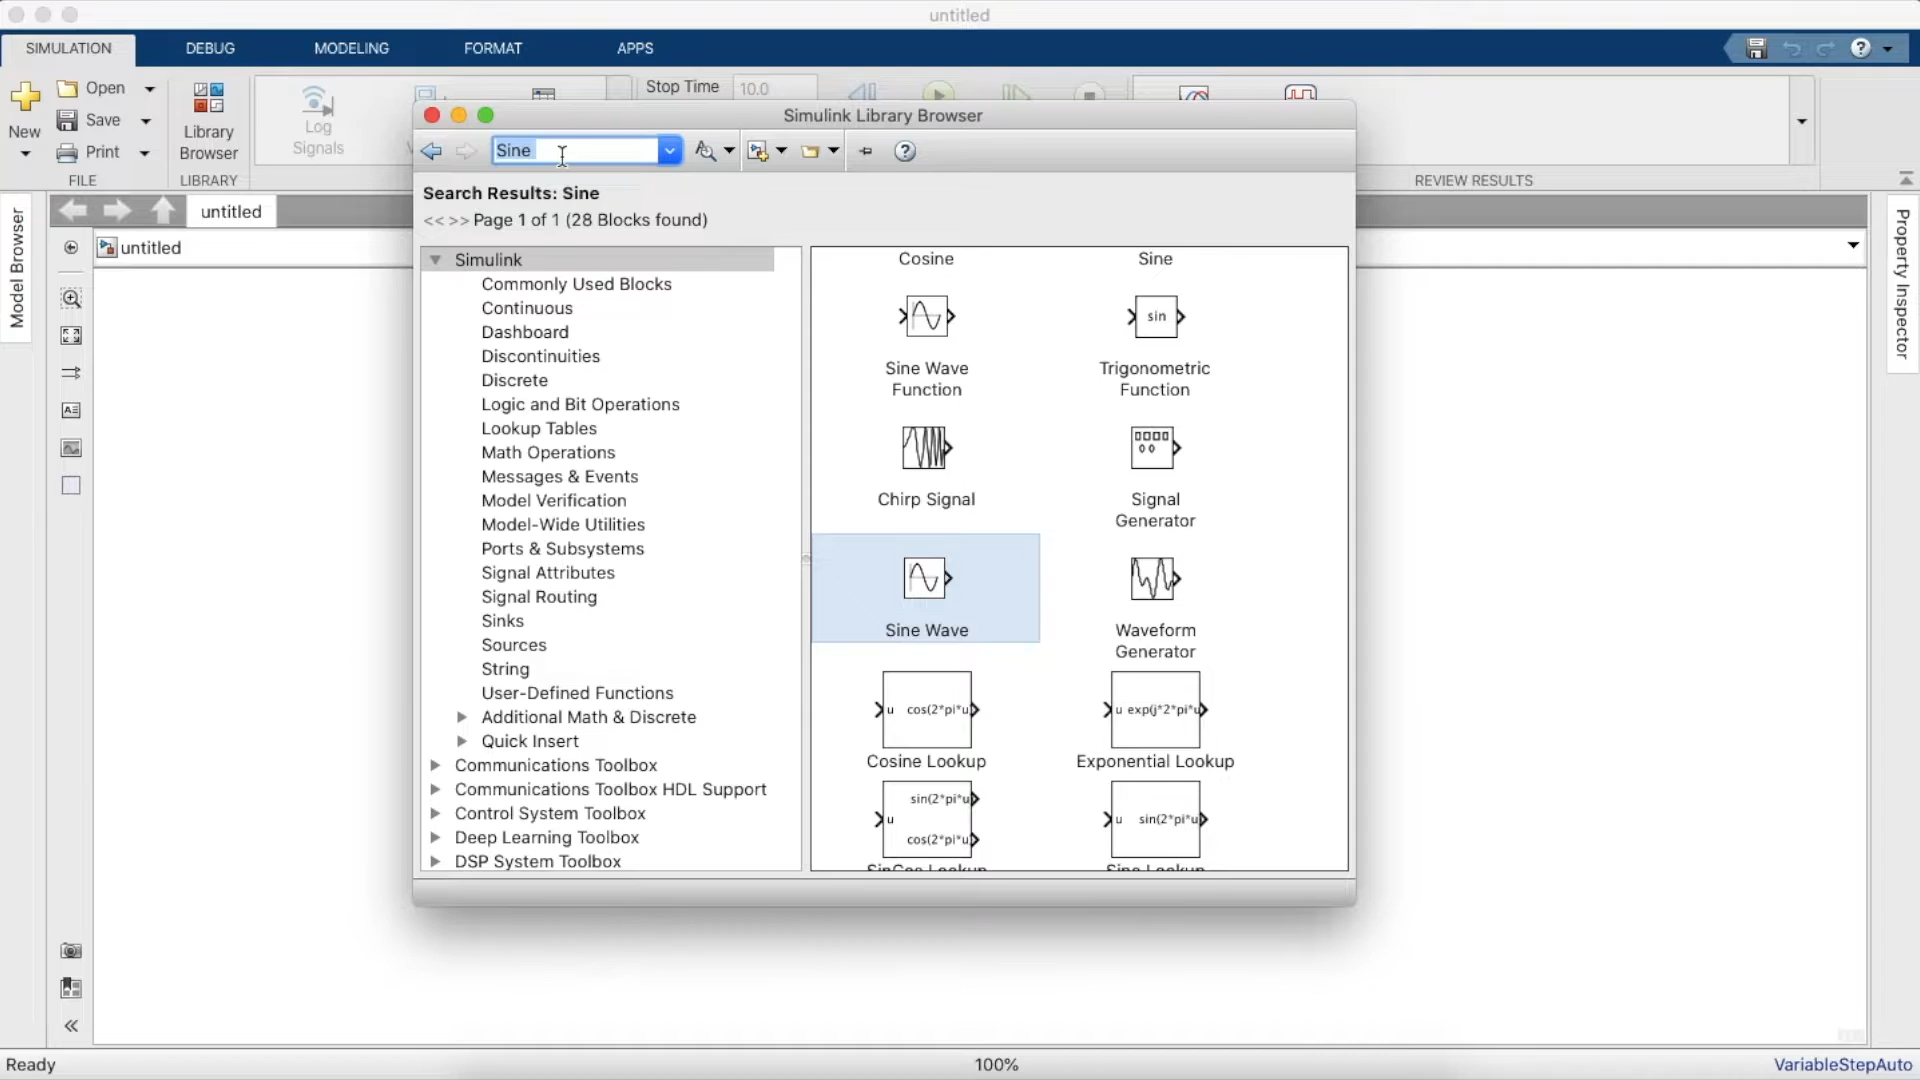 untitled
SIMULATION DEBUG MODELING FORMAT APPS
New
Open
Save
Print
FILE
Library
Browser
LIBRARY
Log
Signals
Stop Time 10.0
REVIEW RESULTS
untitled
untitled
Model Browser
Property Inspector
Simulink Library Browser
Sine
Search Results: Sine
<< >> Page 1 of 1 (28 Blocks found)
Simulink
Commonly Used Blocks
Continuous
Dashboard
Discontinuities
Discrete
Logic and Bit Operations
Lookup Tables
Math Operations
Messages & Events
Model Verification
Model-Wide Utilities
Ports & Subsystems
Signal Attributes
Signal Routing
Sinks
Sources
String
User-Defined Functions
Additional Math & Discrete
Quick Insert
Communications Toolbox
Communications Toolbox HDL Support
Control System Toolbox
Deep Learning Toolbox
DSP System Toolbox
Cosine
Sine
Sine Wave
Function
sin
Trigonometric
Function
Chirp Signal
Signal
Generator
Sine Wave
Waveform
Generator
u cos(2*pi*u)
Cosine Lookup
u exp(j*2*pi*u
Exponential Lookup
sin(2*pi*u)
u
cos(2*pi*u)
SinCos Lookup
u sin(2*pi*u)
Sine Lookup
Ready
100%
VariableStepAuto